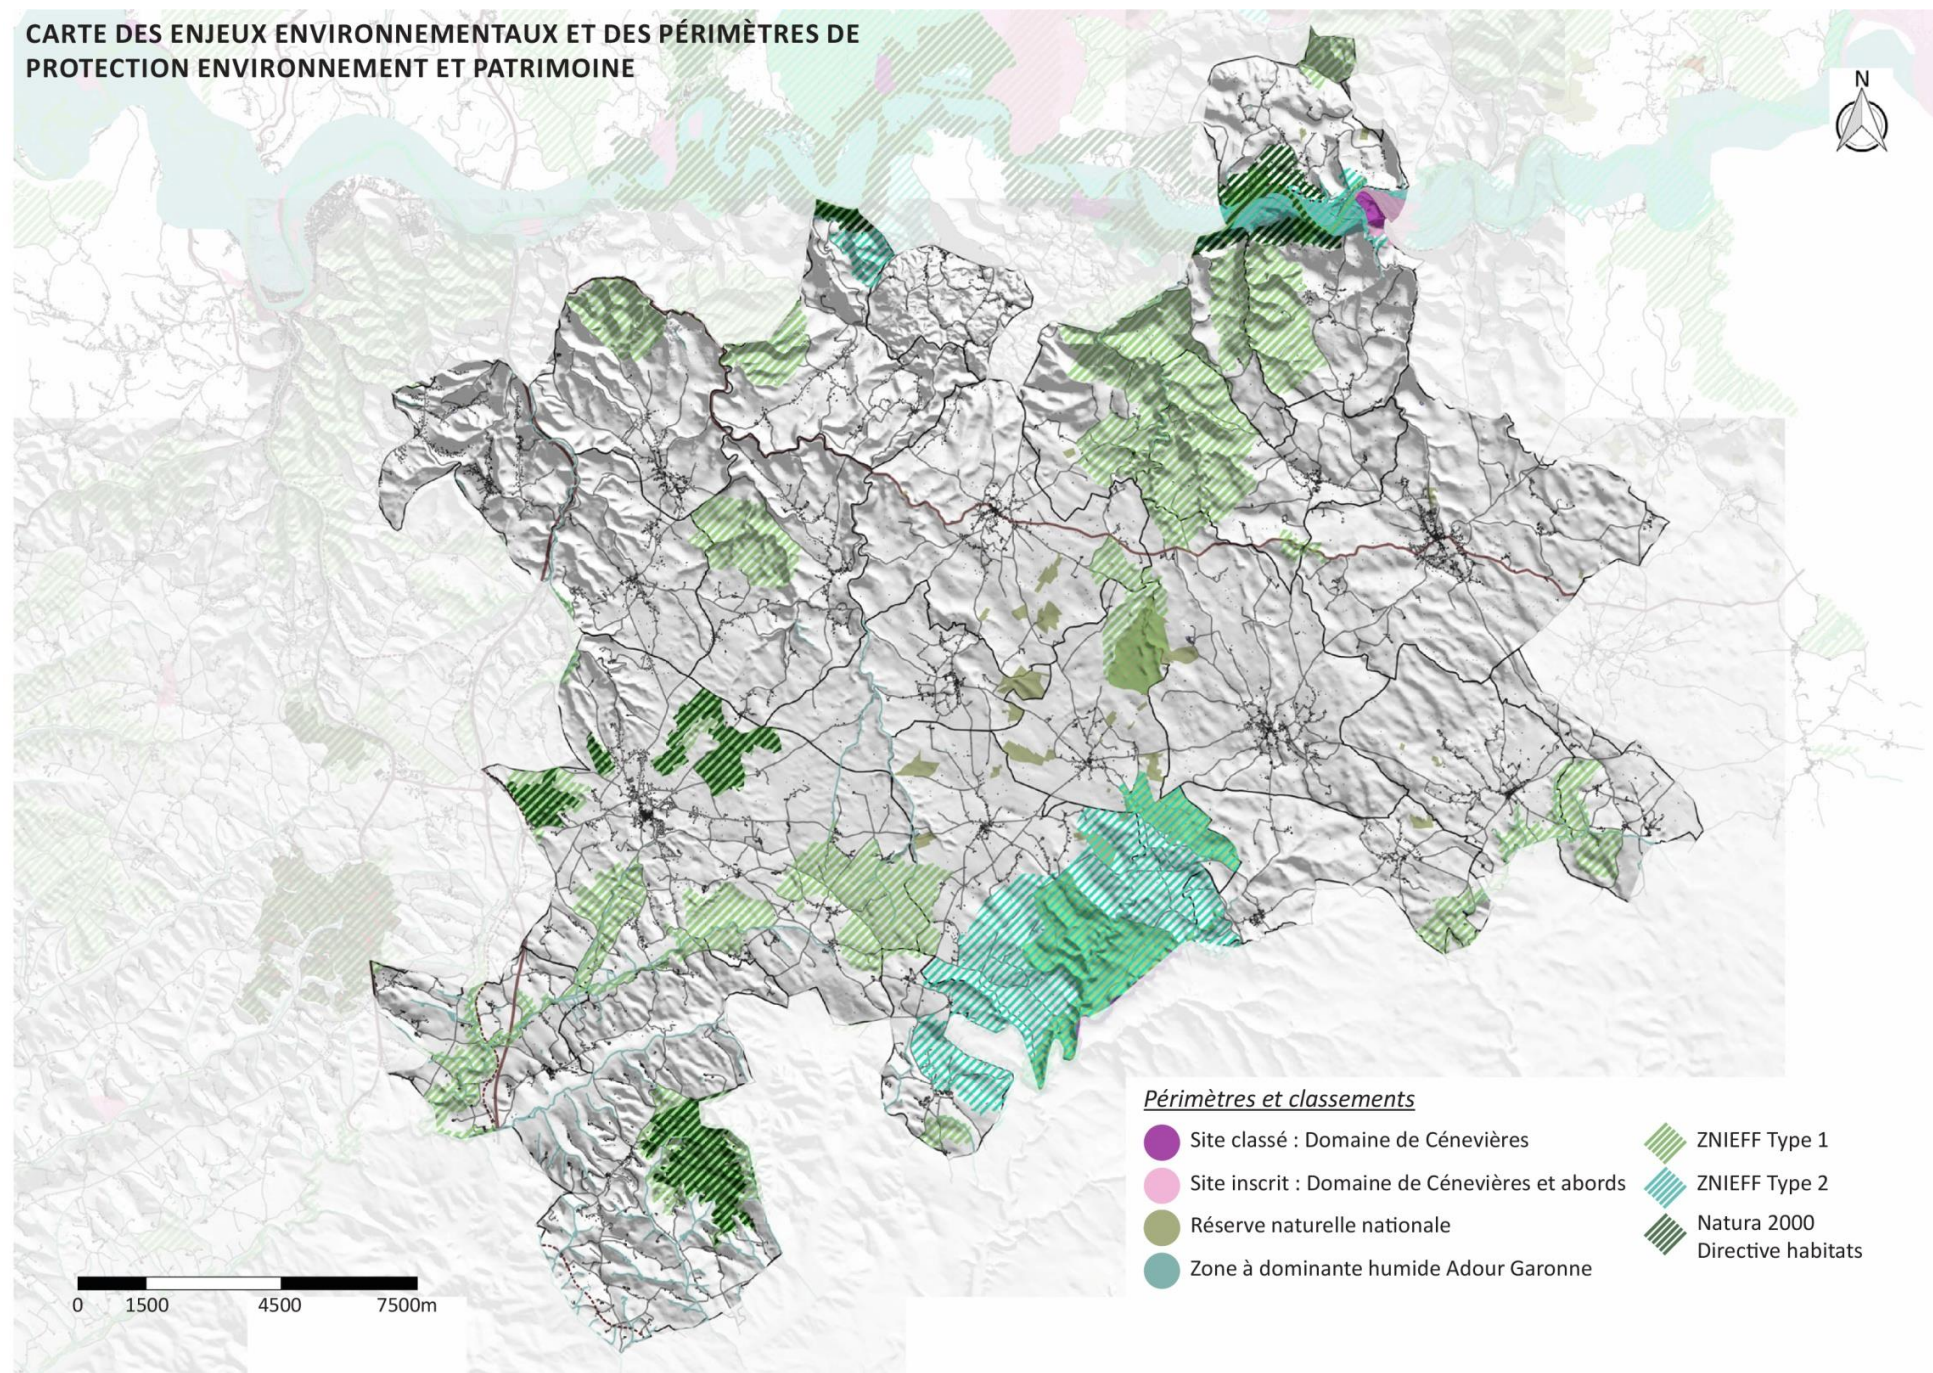 CARTE DES ENJEUX ENVIRONNEMENTAUX ET DES PÉRIMÈTRES DE
PROTECTION ENVIRONNEMENT ET PATRIMOINE
N
Périmètres et classements
Site classé : Domaine de Cénevières
Site inscrit : Domaine de Cénevières et abords
Réserve naturelle nationale
Zone à dominante humide Adour Garonne
ZNIEFF Type 1
ZNIEFF Type 2
Natura 2000
Directive habitats
0 1500 4500 7500m